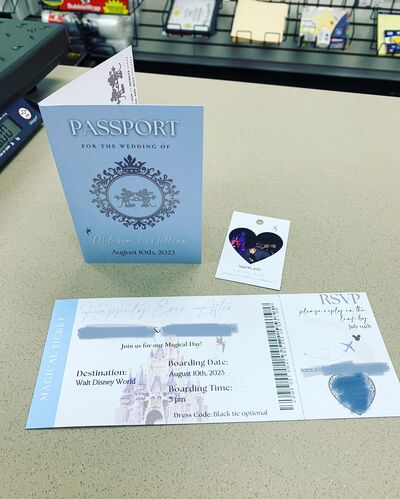 PASSPORT
FOR THE WEDDING OF
Melissa & William
August 10th, 2023
MAGICAL TICKET
Happily Ever After
&
Join us for our Magical Day!
Destination:
Walt Disney World
Boarding Date:
August 10th, 2023
Boarding Time:
5 pm
Dress Code: Black tie optional
RSVP
please reply in the
link by
July 10th